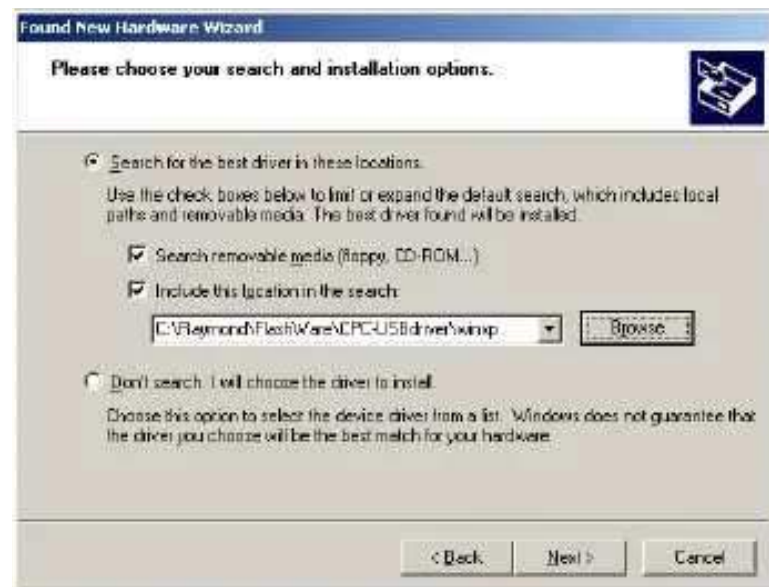 Found New Hardware Wizard
Please choose your search and installation options.
Search for the best driver in these locations.
Use the check boxes below to limit or expand the default search, which includes local
paths and removable media. The best driver found will be installed.
Search removable media (floppy, CD-ROM...)
Include this location in the search:
C:\Raymond\FlashWare\CPC-USBdriver\winxp
Browse
Don't search. I will choose the driver to install.
Choose this option to select the device driver from a list. Windows does not guarantee that
the driver you choose will be the best match for your hardware.
< Back
Next >
Cancel